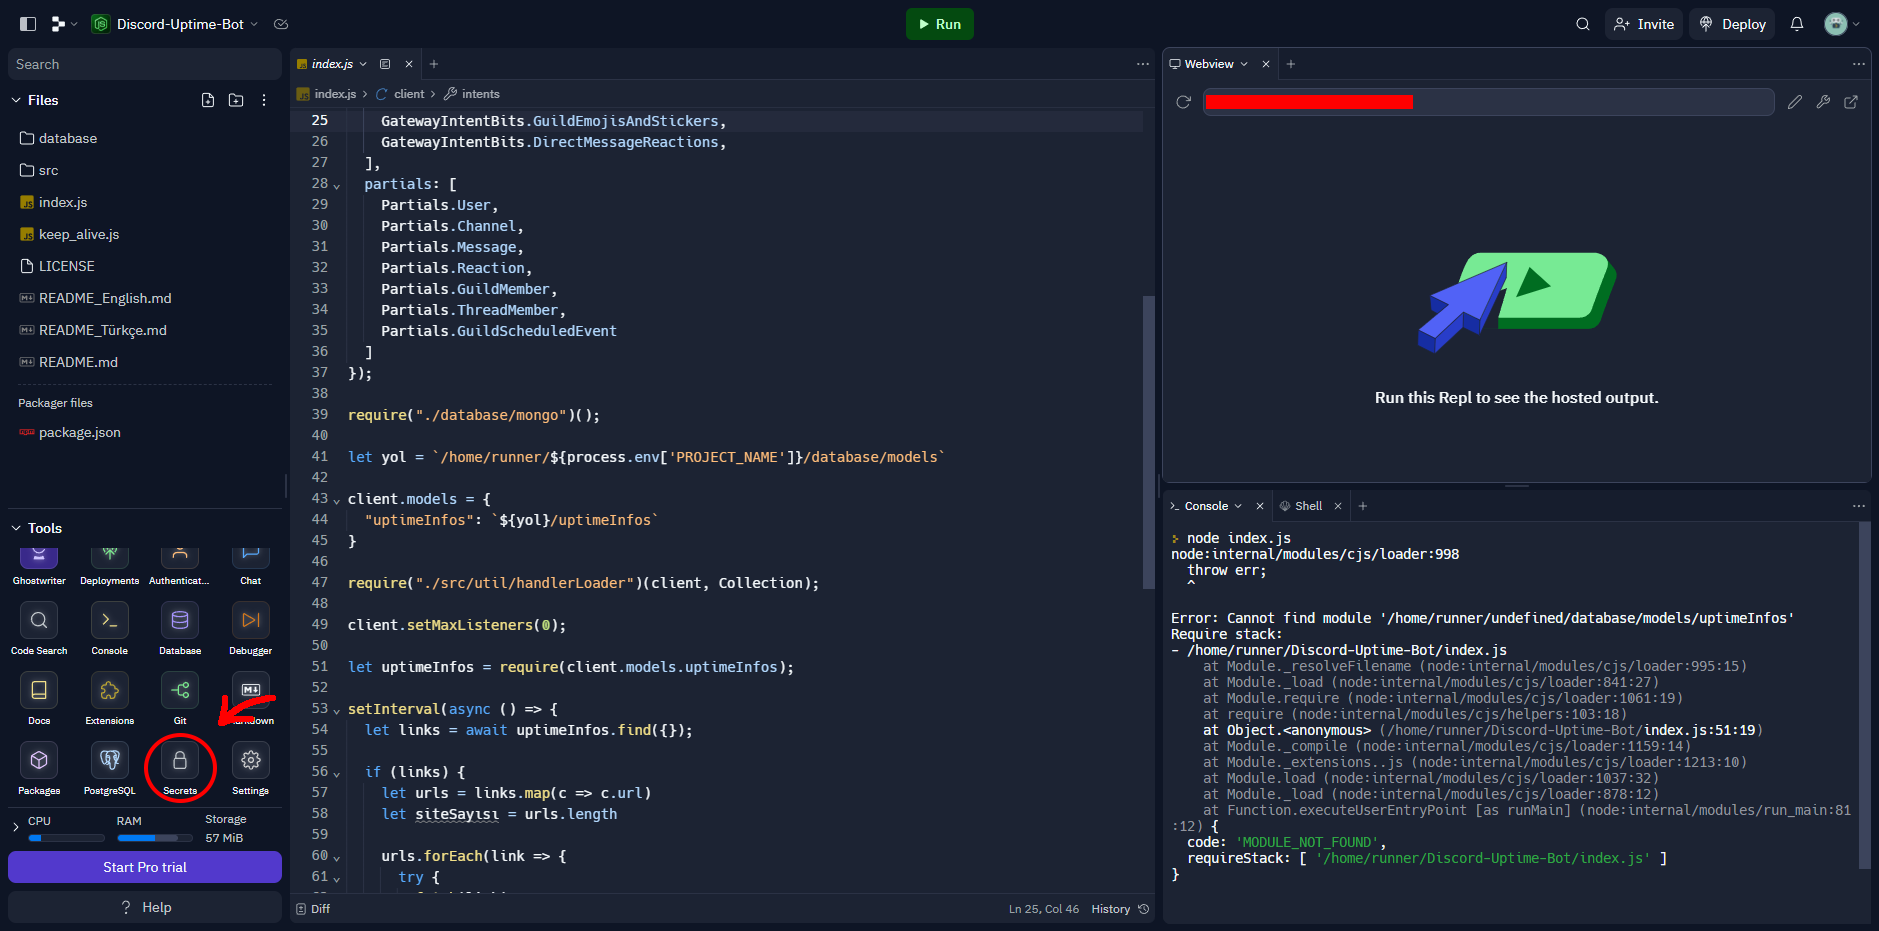 Discord-Uptime-Bot
Run
Invite
Deploy
Search
Files
database
src
index.js
keep_alive.js
LICENSE
README_English.md
README_Türkçe.md
README.md
Packager files
package.json
Tools
Ghostwriter
Deployments
Authenticat...
Chat
Code Search
Console
Database
Debugger
Docs
Extensions
Git
Packages
PostgreSQL
Secrets
Settings
CPU
RAM
Storage
57 MiB
Start Pro trial
? Help
index.js
index.js > client > intents
25 GatewayIntentBits.GuildEmojisAndStickers,
26 GatewayIntentBits.DirectMessageReactions,
27 ],
28 partials: [
29 Partials.User,
30 Partials.Channel,
31 Partials.Message,
32 Partials.Reaction,
33 Partials.GuildMember,
34 Partials.ThreadMember,
35 Partials.GuildScheduledEvent
36 ]
37 });
38
39 require("./database/mongo")();
40
41 let yol = `/home/runner/${process.env['PROJECT_NAME']}/database/models`
42
43 client.models = {
44 "uptimeInfos": `${yol}/uptimeInfos`
45 }
46
47 require("./src/util/handlerLoader")(client, Collection);
48
49 client.setMaxListeners(0);
50
51 let uptimeInfos = require(client.models.uptimeInfos);
52
53 setInterval(async () => {
54 let links = await uptimeInfos.find({});
55
56 if (links) {
57 let urls = links.map(c => c.url)
58 let siteSayısı = urls.length
59
60 urls.forEach(link => {
61 try {
Diff
Ln 25, Col 46
History
Webview
Run this Repl to see the hosted output.
Console
Shell
node index.js
node:internal/modules/cjs/loader:998
throw err;
^
Error: Cannot find module '/home/runner/undefined/database/models/uptimeInfos'
Require stack:
- /home/runner/Discord-Uptime-Bot/index.js
at Module._resolveFilename (node:internal/modules/cjs/loader:995:15)
at Module._load (node:internal/modules/cjs/loader:841:27)
at Module.require (node:internal/modules/cjs/loader:1061:19)
at require (node:internal/modules/cjs/helpers:103:18)
at Object.<anonymous> (/home/runner/Discord-Uptime-Bot/index.js:51:19)
at Module._compile (node:internal/modules/cjs/loader:1159:14)
at Module._extensions..js (node:internal/modules/cjs/loader:1213:10)
at Module.load (node:internal/modules/cjs/loader:1037:32)
at Module._load (node:internal/modules/cjs/loader:878:12)
at Function.executeUserEntryPoint [as runMain] (node:internal/modules/run_main:81
:12) {
code: 'MODULE_NOT_FOUND',
requireStack: [ '/home/runner/Discord-Uptime-Bot/index.js' ]
}